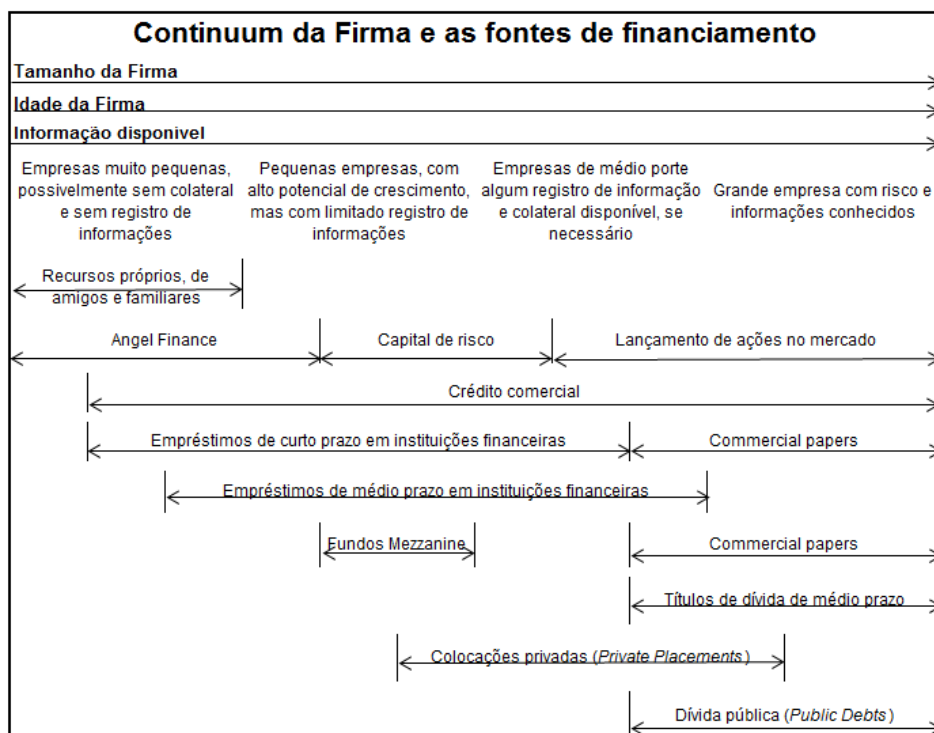 Continuum da Firma e as fontes de financiamento
Tamanho da Firma
Idade da Firma
Informação disponivel
Empresas muito pequenas,
possivelmente sem colateral
e sem registro de
informações
Pequenas empresas, com
alto potencial de crescimento,
mas com limitado registro de
informações
Empresas de médio porte
algum registro de informação
e colateral disponível, se
necessário
Grande empresa com risco e
informações conhecidos
Recursos próprios, de
amigos e familiares
Angel Finance
Capital de risco
Lançamento de ações no mercado
Crédito comercial
Empréstimos de curto prazo em instituições financeiras
Commercial papers
Empréstimos de médio prazo em instituições financeiras
Fundos Mezzanine
Commercial papers
Títulos de dívida de médio prazo
Colocações privadas (Private Placements)
Dívida pública (Public Debts)